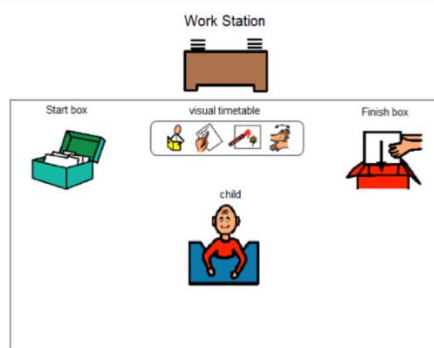 Work Station
Start box
visual timetable
Finish box
child